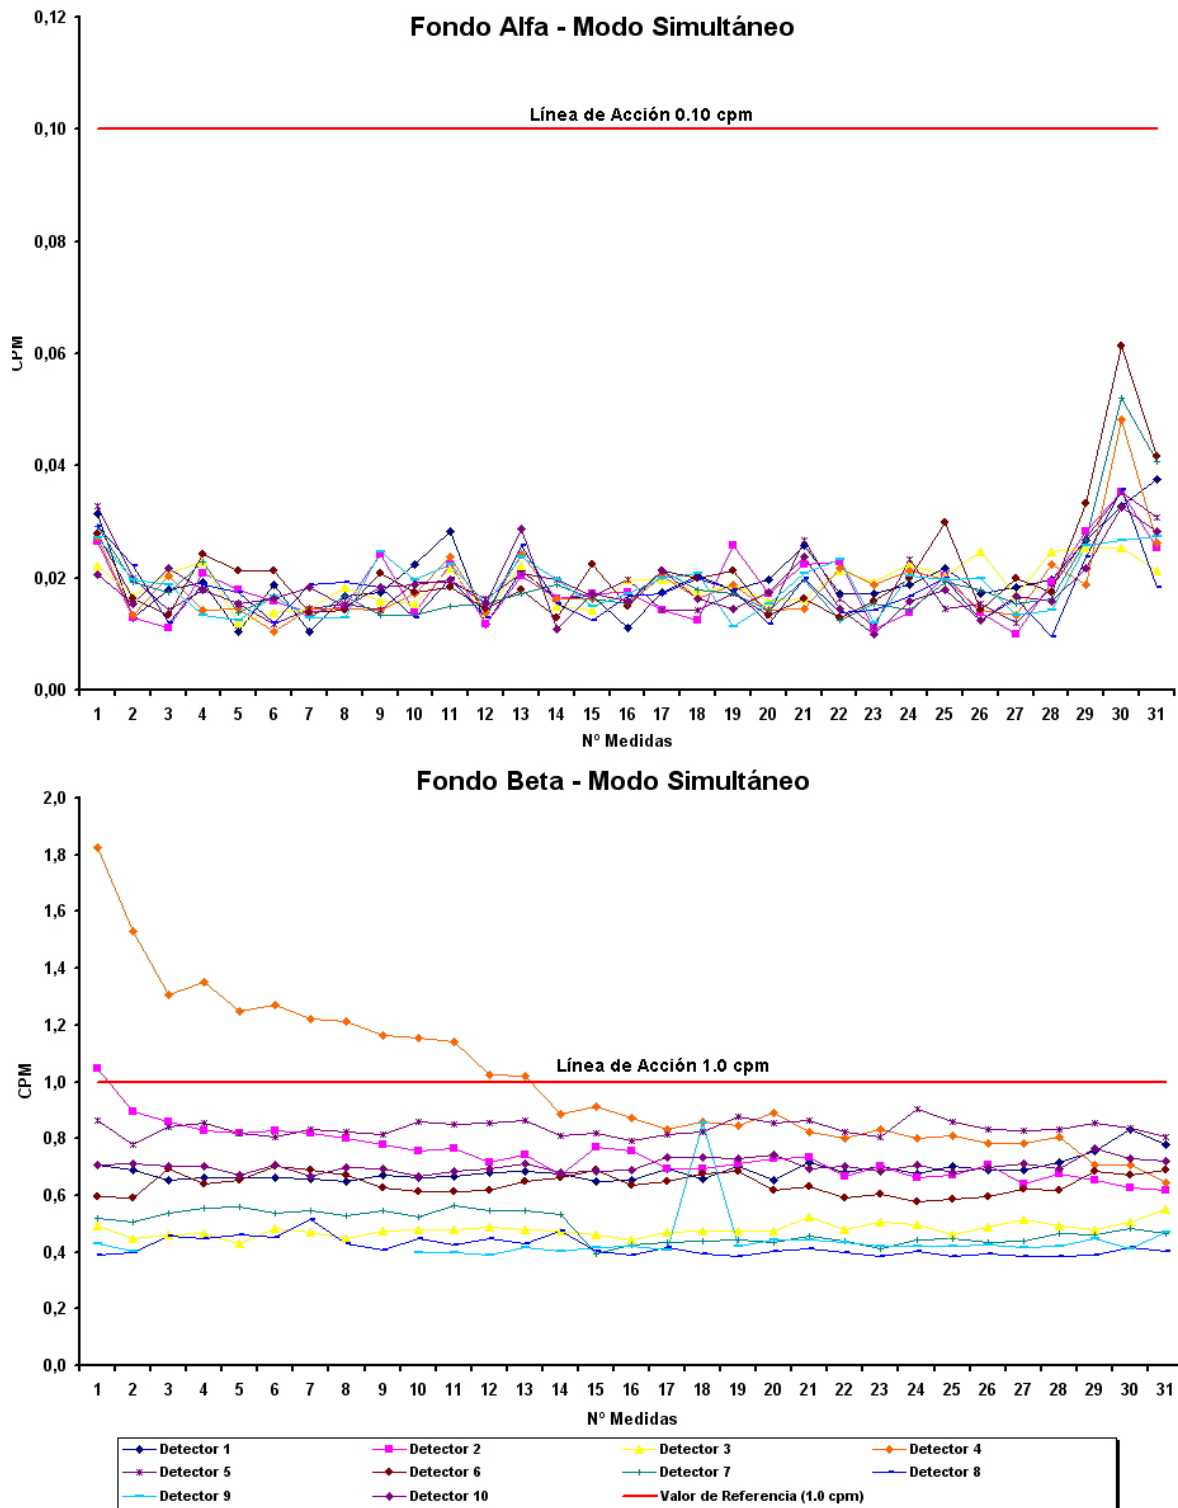 Fondo Alfa - Modo Simultáneo
0,12
Línea de Acción 0.10 cpm
0,10
0,08
0,06
0,04
0,02
0,00
CPM
1 2 3 4 5 6 7 8 9 10 11 12 13 14 15 16 17 18 19 20 21 22 23 24 25 26 27 28 29 30 31
Nº Medidas
Fondo Beta - Modo Simultáneo
2,0
1,8
1,6
1,4
1,2
Línea de Acción 1.0 cpm
1,0
0,8
0,6
0,4
0,2
0,0
CPM
1 2 3 4 5 6 7 8 9 10 11 12 13 14 15 16 17 18 19 20 21 22 23 24 25 26 27 28 29 30 31
Nº Medidas
Detector 1 Detector 2 Detector 3 Detector 4
Detector 5 Detector 6 Detector 7 Detector 8
Detector 9 Detector 10 Valor de Referencia (1.0 cpm)